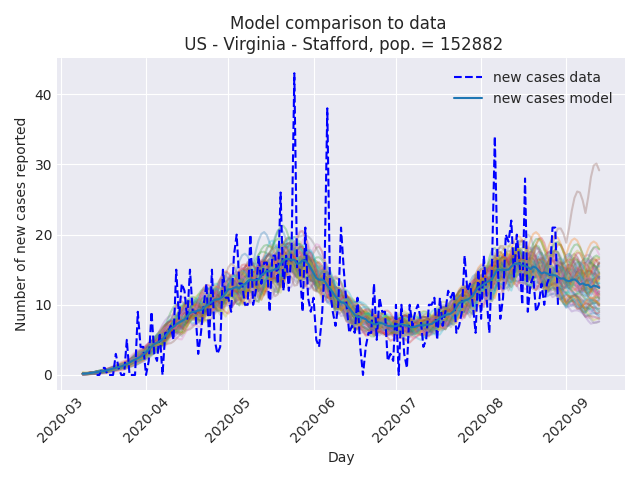 Model comparison to data
US - Virginia - Stafford, pop. = 152882
new cases data
new cases model
Number of new cases reported
40
30
20
10
0
2020-03
2020-04
2020-05
2020-06
2020-07
2020-08
2020-09
Day